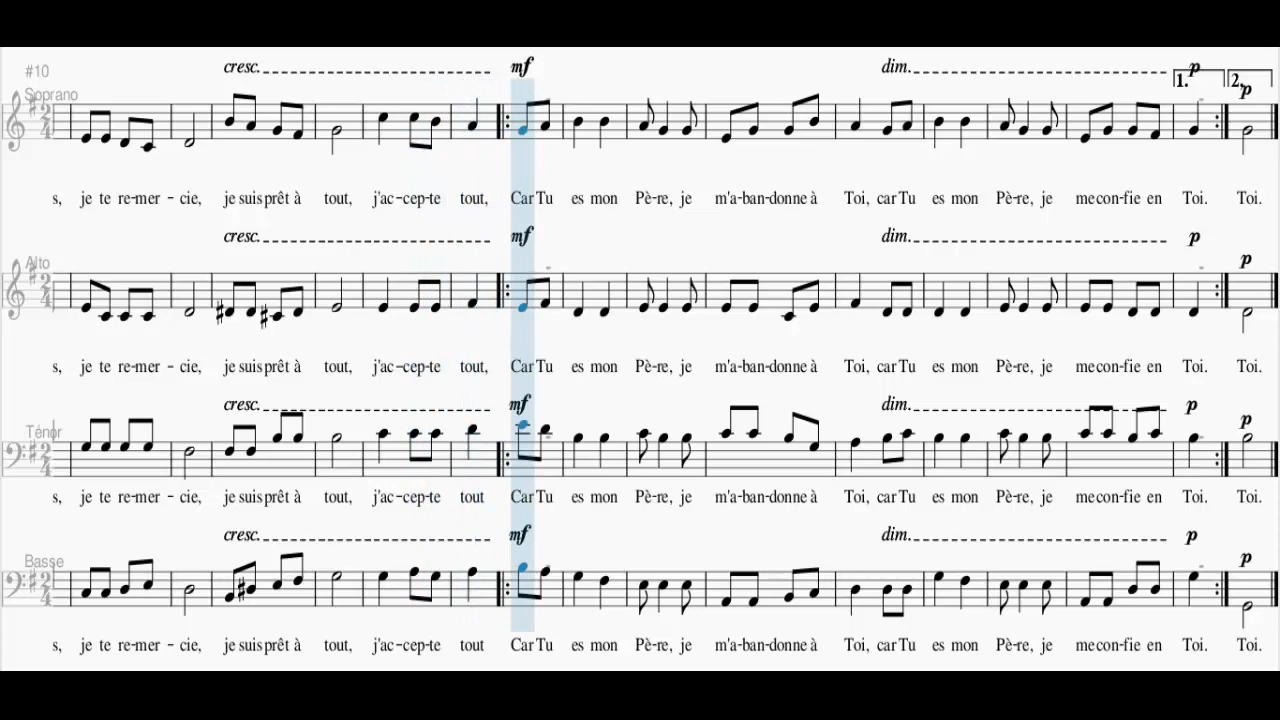 cresc. mf dim. p
#10 1. 2. p
Soprano
s, je te re-mer - cie, je suis prêt à tout, j'ac-cep-te tout, Car Tu es mon Pè-re, je m'a-ban-donne à Toi, car Tu es mon Pè-re, je me con-fie en Toi. Toi.
cresc. mf dim. p
Alto p
s, je te re-mer - cie, je suis prêt à tout, j'ac-cep-te tout, Car Tu es mon Pè-re, je m'a-ban-donne à Toi, car Tu es mon Pè-re, je me con-fie en Toi. Toi.
cresc. mf dim. p
Ténor p
s, je te re-mer - cie, je suis prêt à tout, j'ac-cep-te tout Car Tu es mon Pè-re, je m'a-ban-donne à Toi, car Tu es mon Pè-re, je me con-fie en Toi. Toi.
cresc. mf dim. p
Basse p
s, je te re-mer - cie, je suis prêt à tout, j'ac-cep-te tout Car Tu es mon Pè-re, je m'a-ban-donne à Toi, car Tu es mon Pè-re, je me con-fie en Toi. Toi.